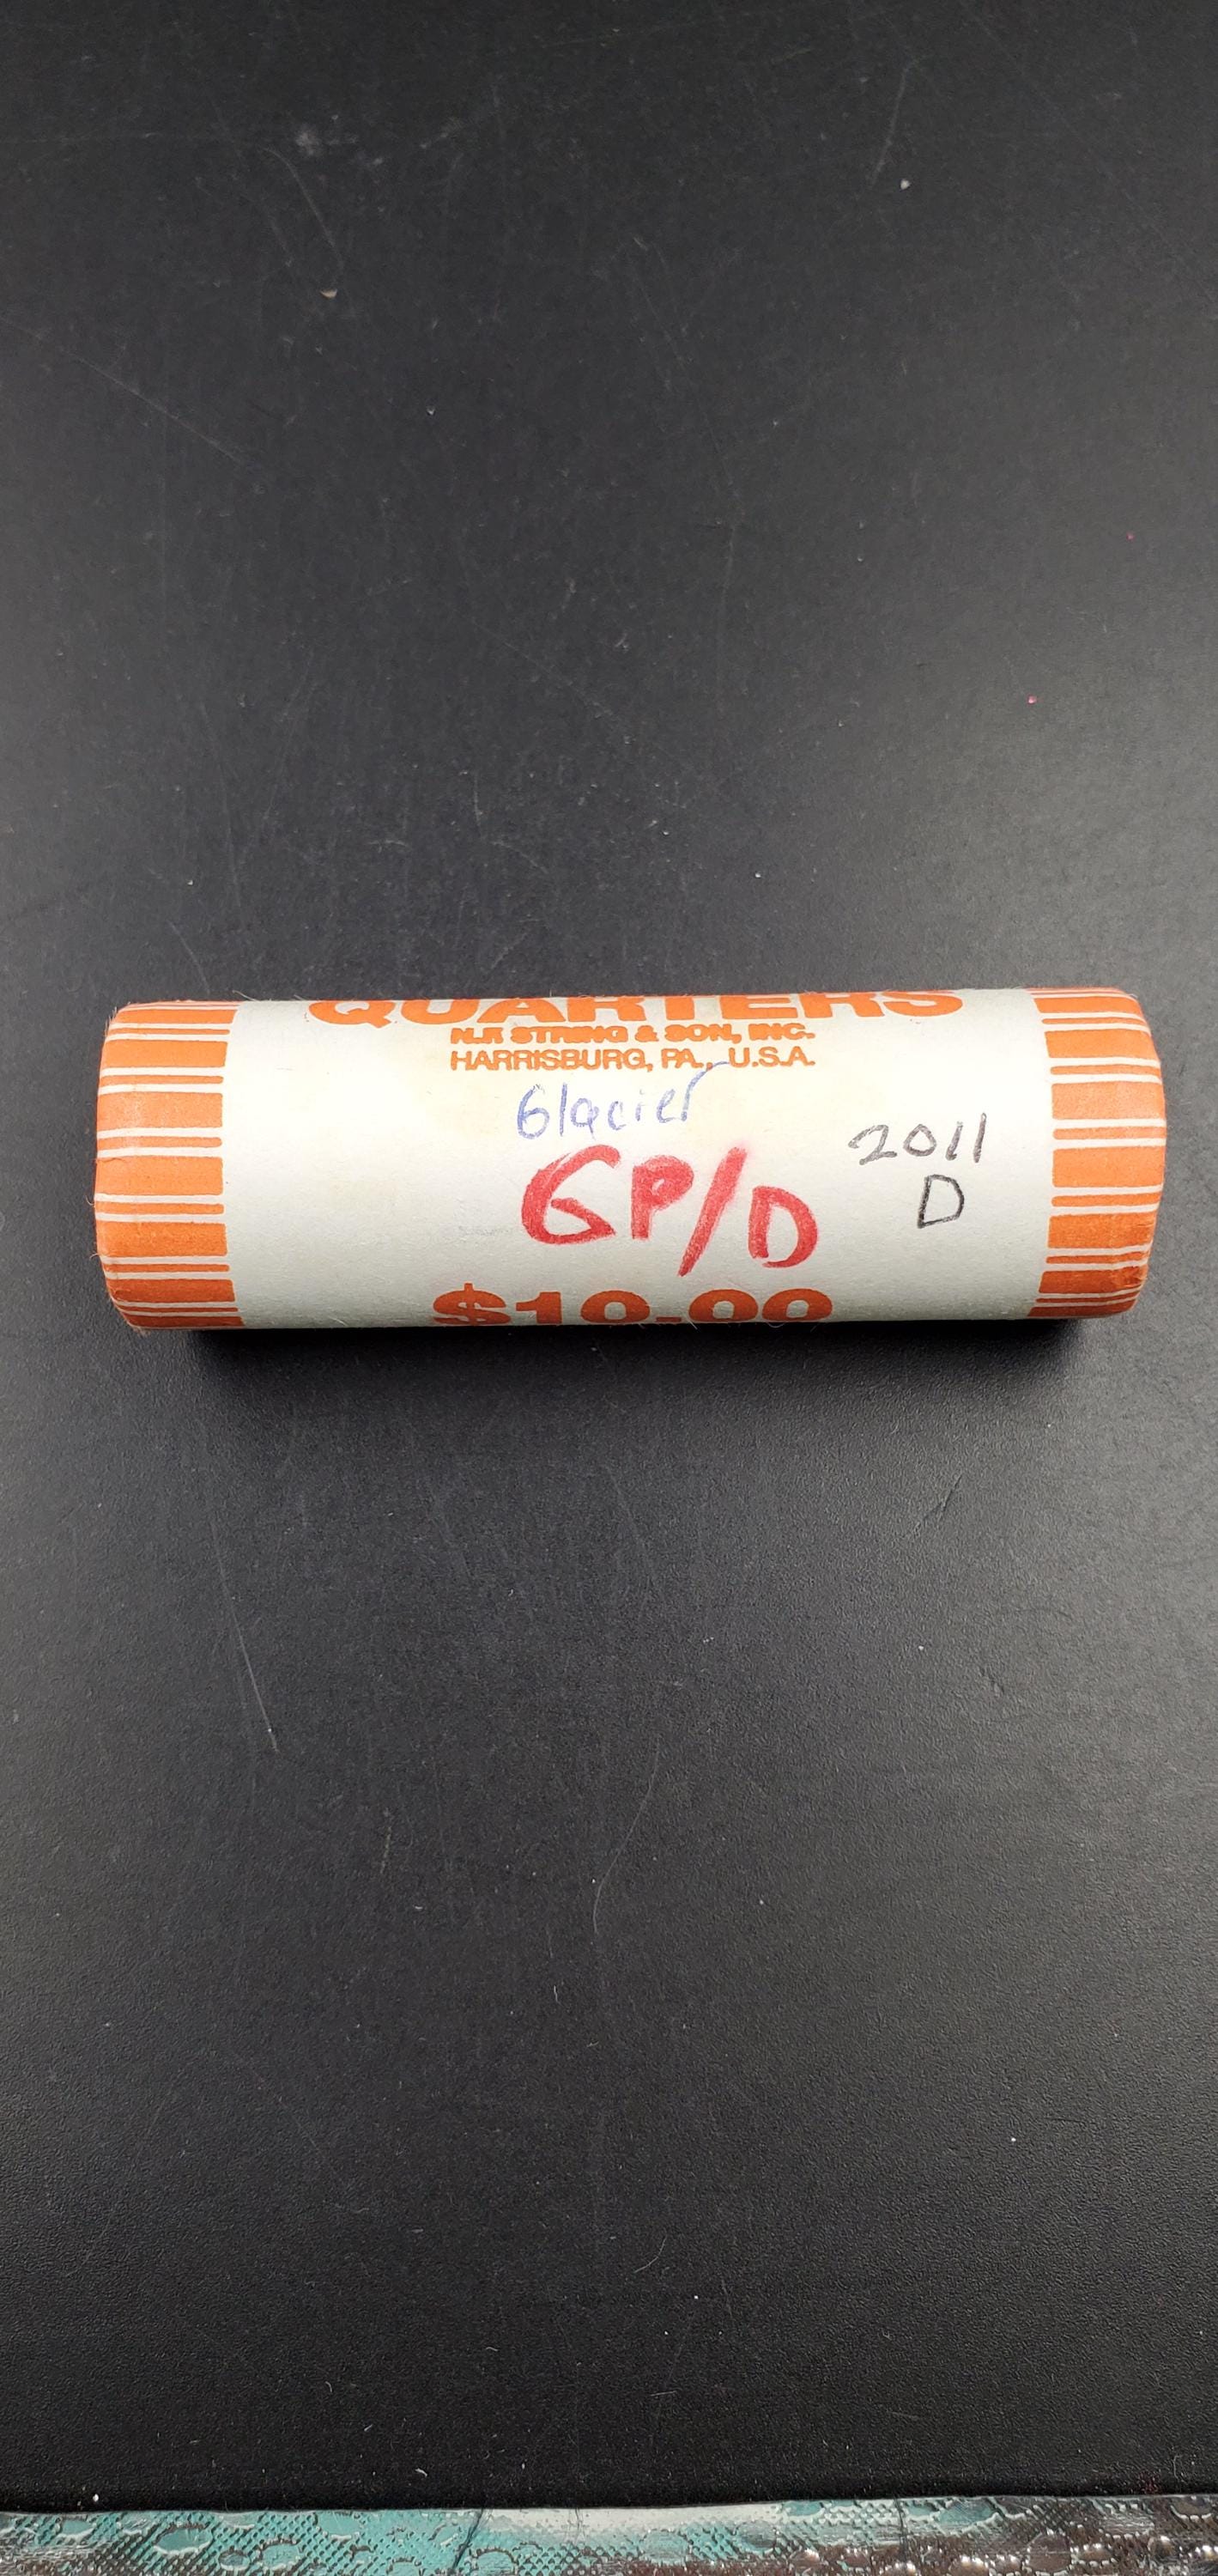 QUARTERS
N.F. STRING & SON, INC.
HARRISBURG, PA., U.S.A.
Glacier
GP/D
2011
D
$10.00